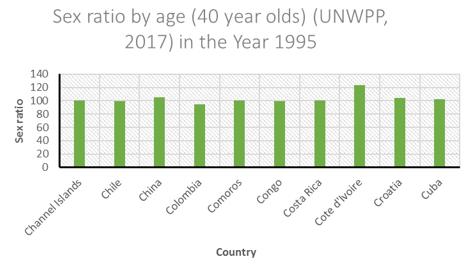 Sex ratio by age (40 year olds) (UNWPP,
2017) in the Year 1995
140
120
100
80
60
40
20
0
Sex ratio
Channel Islands
Chile
China
Colombia
Comoros
Congo
Costa Rica
Cote d'Ivoire
Croatia
Cuba
Country